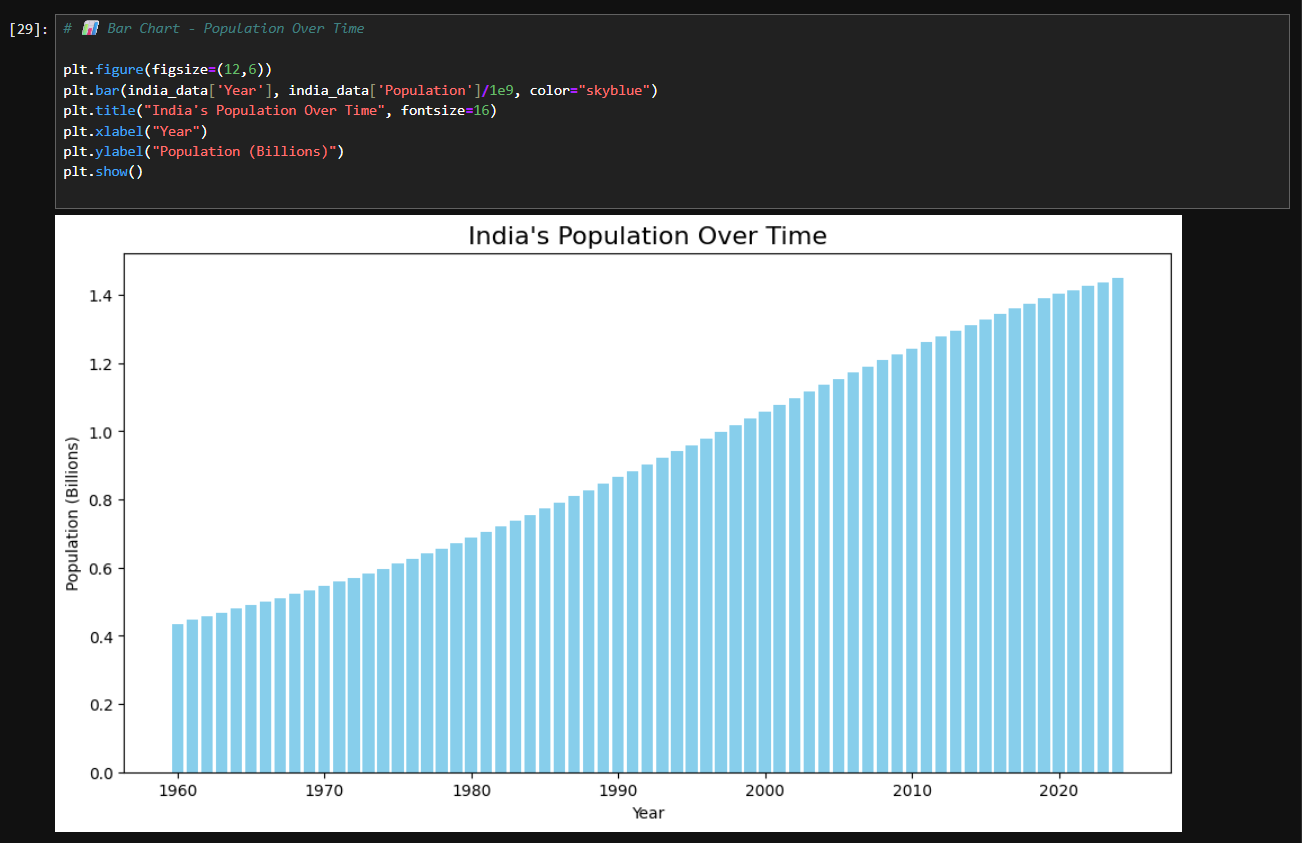 [29]: # 📊 Bar Chart - Population Over Time
plt.figure(figsize=(12,6))
plt.bar(india_data['Year'], india_data['Population']/1e9, color="skyblue")
plt.title("India's Population Over Time", fontsize=16)
plt.xlabel("Year")
plt.ylabel("Population (Billions)")
plt.show()
India's Population Over Time
Population (Billions)
1.4
1.2
1.0
0.8
0.6
0.4
0.2
0.0
1960 1970 1980 1990 2000 2010 2020
Year